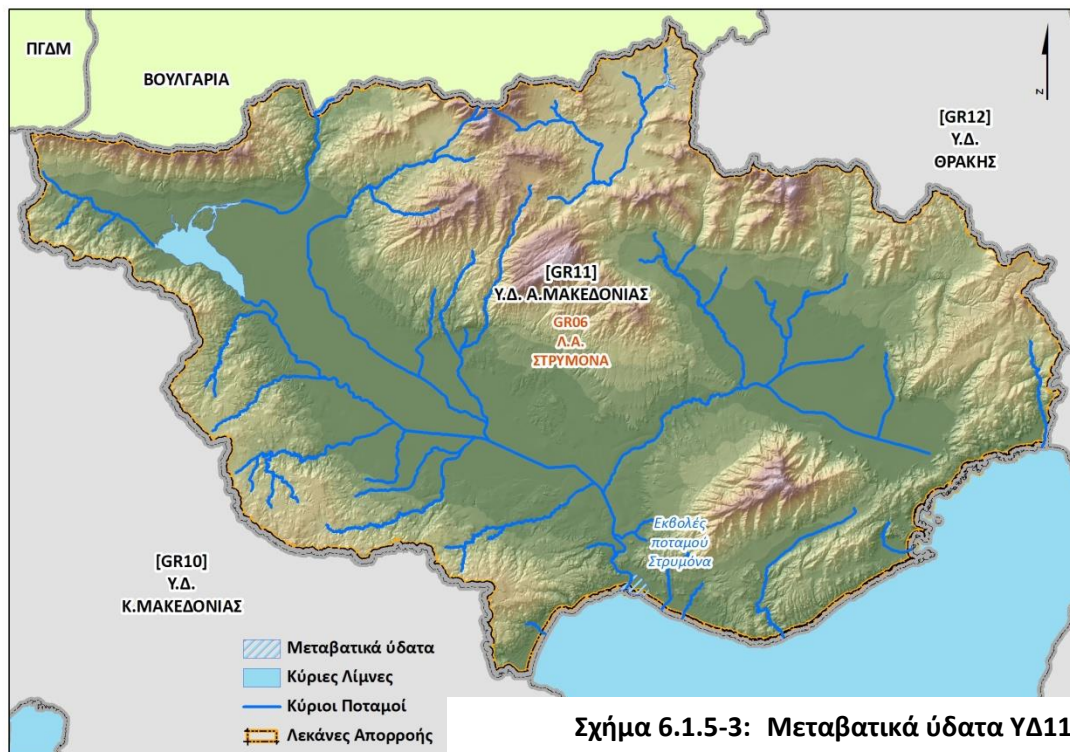 ΠΓΔΜ
ΒΟΥΛΓΑΡΙΑ
[GR12]
Υ.Δ.
ΘΡΑΚΗΣ
N
[GR11]
Υ.Δ. Α.ΜΑΚΕΔΟΝΙΑΣ
GR06
Λ.Α.
ΣΤΡΥΜΟΝΑ
Εκβολές
ποταμού
Στρυμόνα
[GR10]
Υ.Δ.
Κ.ΜΑΚΕΔΟΝΙΑΣ
Μεταβατικά ύδατα
Κύριες Λίμνες
Κύριοι Ποταμοί
Λεκάνες Απορροής
Σχήμα 6.1.5-3: Μεταβατικά ύδατα ΥΔ11